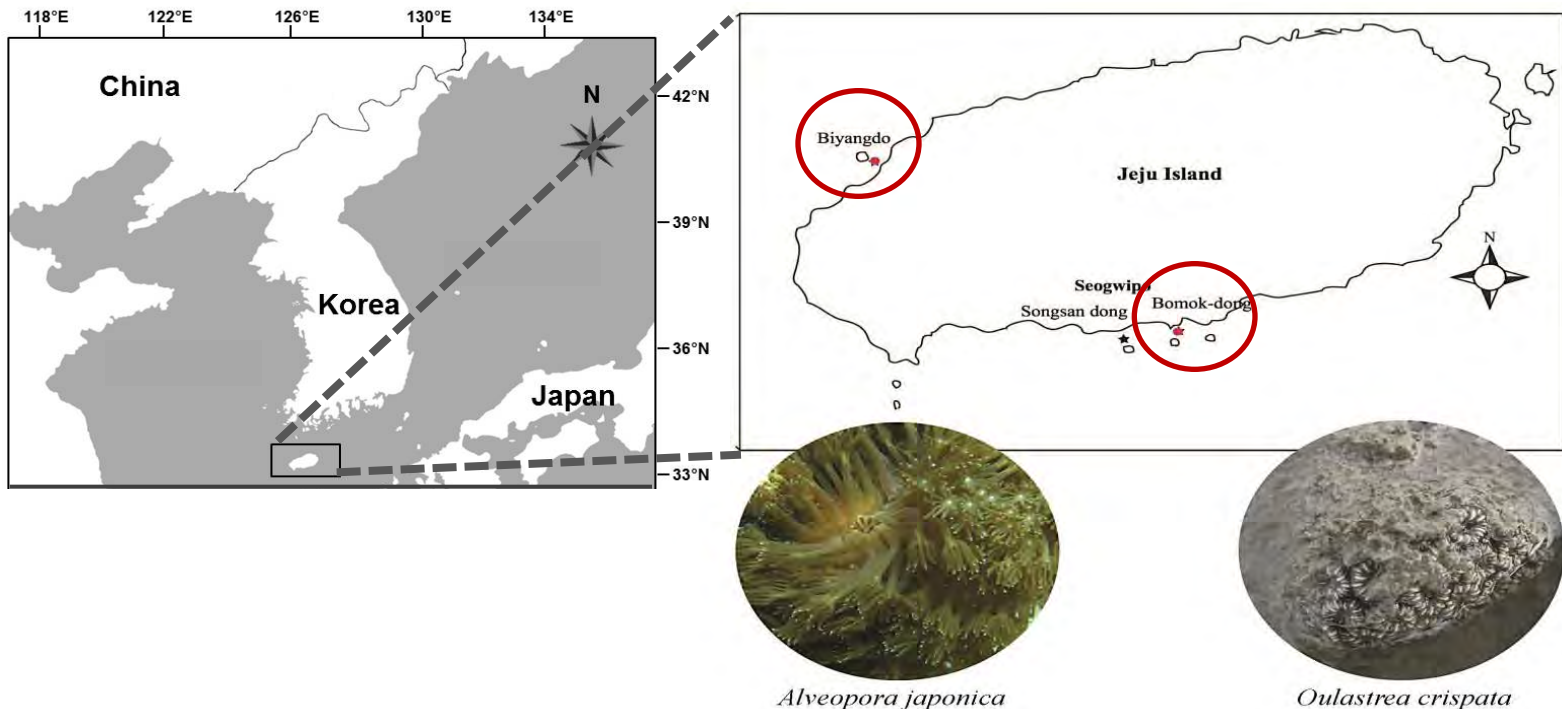 118°E
122°E
126°E
130°E
134°E
China
N
42°N
39°N
Korea
36°N
Japan
33°N
Biyangdo
Jeju Island
N
Seogwipo
Songsan dong
Bomok-dong
Alveopora japonica
Oulastrea crispata